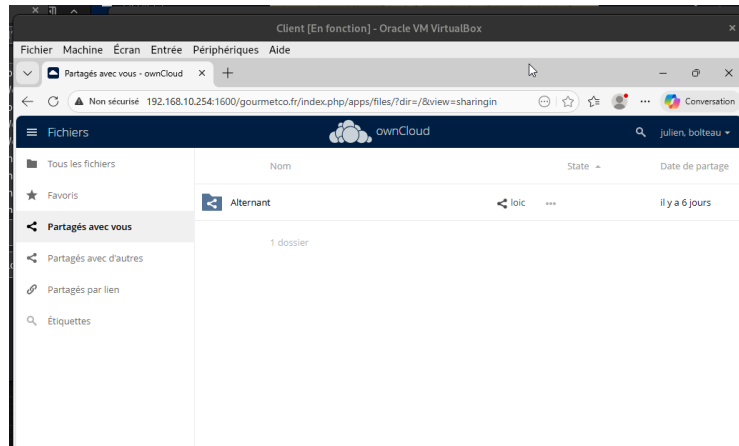 Client [En fonction] - Oracle VM VirtualBox
Fichier Machine Écran Entrée Périphériques Aide
Partagés avec vous - ownCloud
Non sécurisé 192.168.10.254:1600/gourmetco.fr/index.php/apps/files/?dir=/&view=sharingin
Conversation
Fichiers
ownCloud
julien, bolteau
Tous les fichiers
Favoris
Partagés avec vous
Partagés avec d'autres
Partagés par lien
Étiquettes
Nom State Date de partage
Alternant loic il y a 6 jours
1 dossier